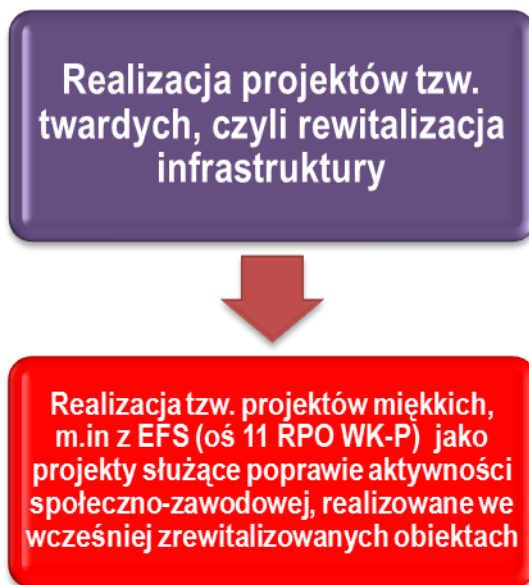 Realizacja projektów tzw.
twardych, czyli rewitalizacja
infrastruktury
Realizacja tzw. projektów miękkich,
m.in z EFS (oś 11 RPO WK-P) jako
projekty służące poprawie aktywności
społeczno-zawodowej, realizowane we
wcześniej zrewitalizowanych obiektach